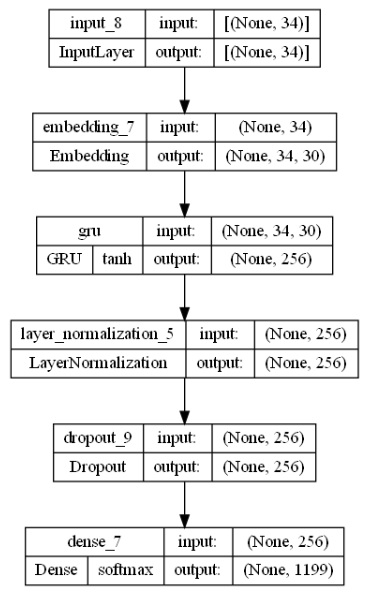 input_8 input: [(None, 34)]
InputLayer output: [(None, 34)]
embedding_7 input: (None, 34)
Embedding output: (None, 34, 30)
gru input: (None, 34, 30)
GRU tanh output: (None, 256)
layer_normalization_5 input: (None, 256)
LayerNormalization output: (None, 256)
dropout_9 input: (None, 256)
Dropout output: (None, 256)
dense_7 input: (None, 256)
Dense softmax output: (None, 1199)